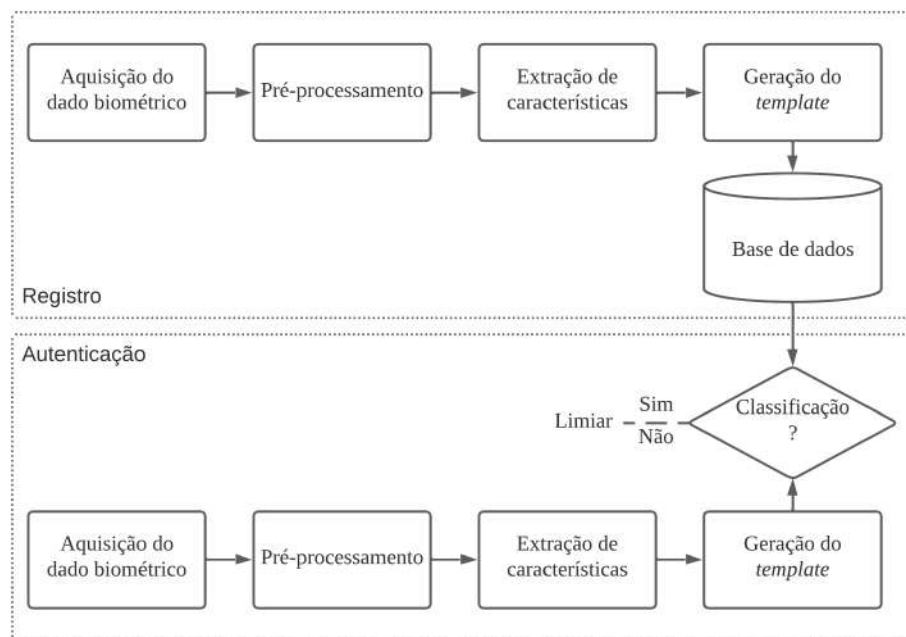 Aquisição do
dado biométrico
Pré-processamento
Extração de
características
Geração do
template
Base de dados
Registro
Autenticação
Classificação
?
Limiar
Sim
Não
Aquisição do
dado biométrico
Pré-processamento
Extração de
características
Geração do
template